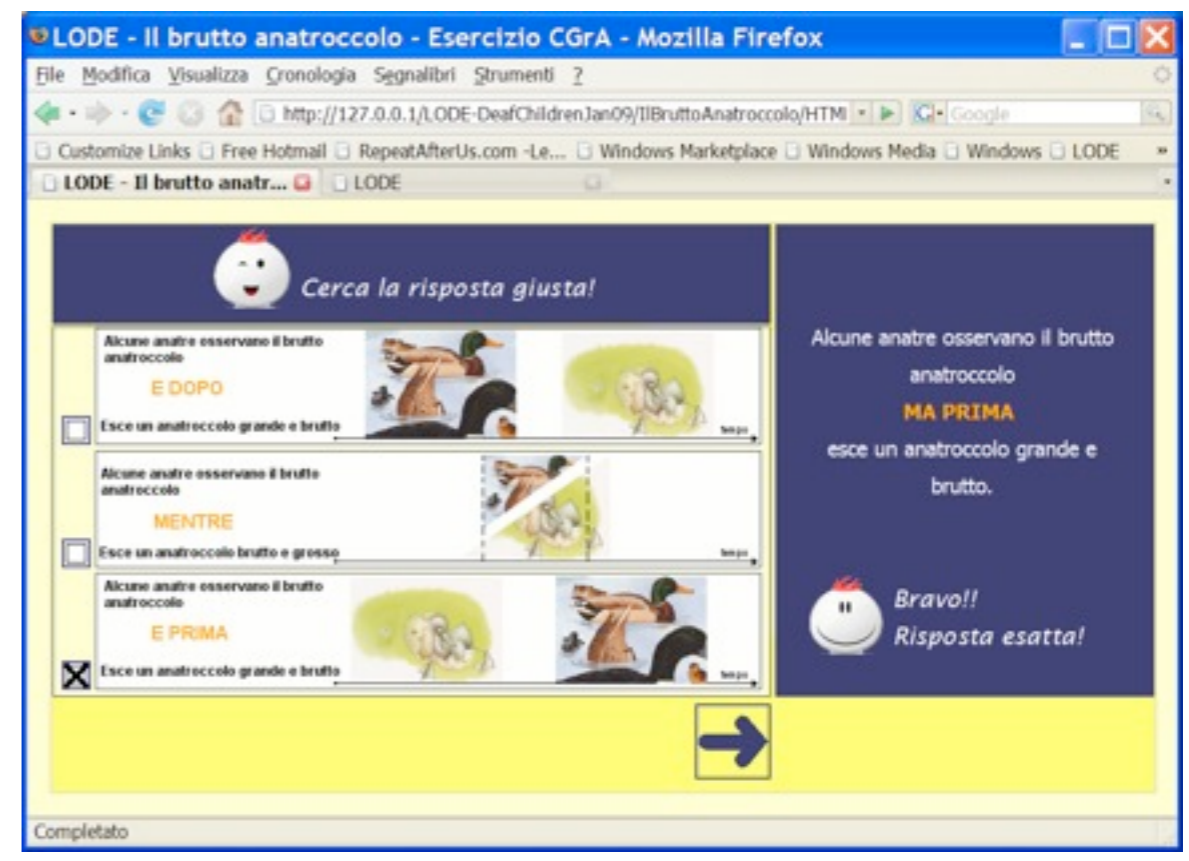 LODE - Il brutto anatroccolo - Esercizio CGrA - Mozilla Firefox
File Modifica Visualizza Cronologia Segnalibri Strumenti ?
http://127.0.0.1/LODE-DeafChildrenJan09/IlBruttoAnatroccolo/HTMl
Google
Customize Links Free Hotmail RepeatAfterUs.com -Le... Windows Marketplace Windows Media Windows LODE »
LODE - Il brutto anatr... LODE
Cerca la risposta giusta!
Alcune anatre osservano il brutto
anatroccolo
E DOPO
Esce un anatroccolo grande e brutto
tempo
Alcune anatre osservano il brutto
anatroccolo
MENTRE
Esce un anatroccolo brutto e grosso
tempo
Alcune anatre osservano il brutto
anatroccolo
E PRIMA
Esce un anatroccolo grande e brutto
tempo
Alcune anatre osservano il brutto
anatroccolo
MA PRIMA
esce un anatroccolo grande e
brutto.
Bravo!!
Risposta esatta!
Completato